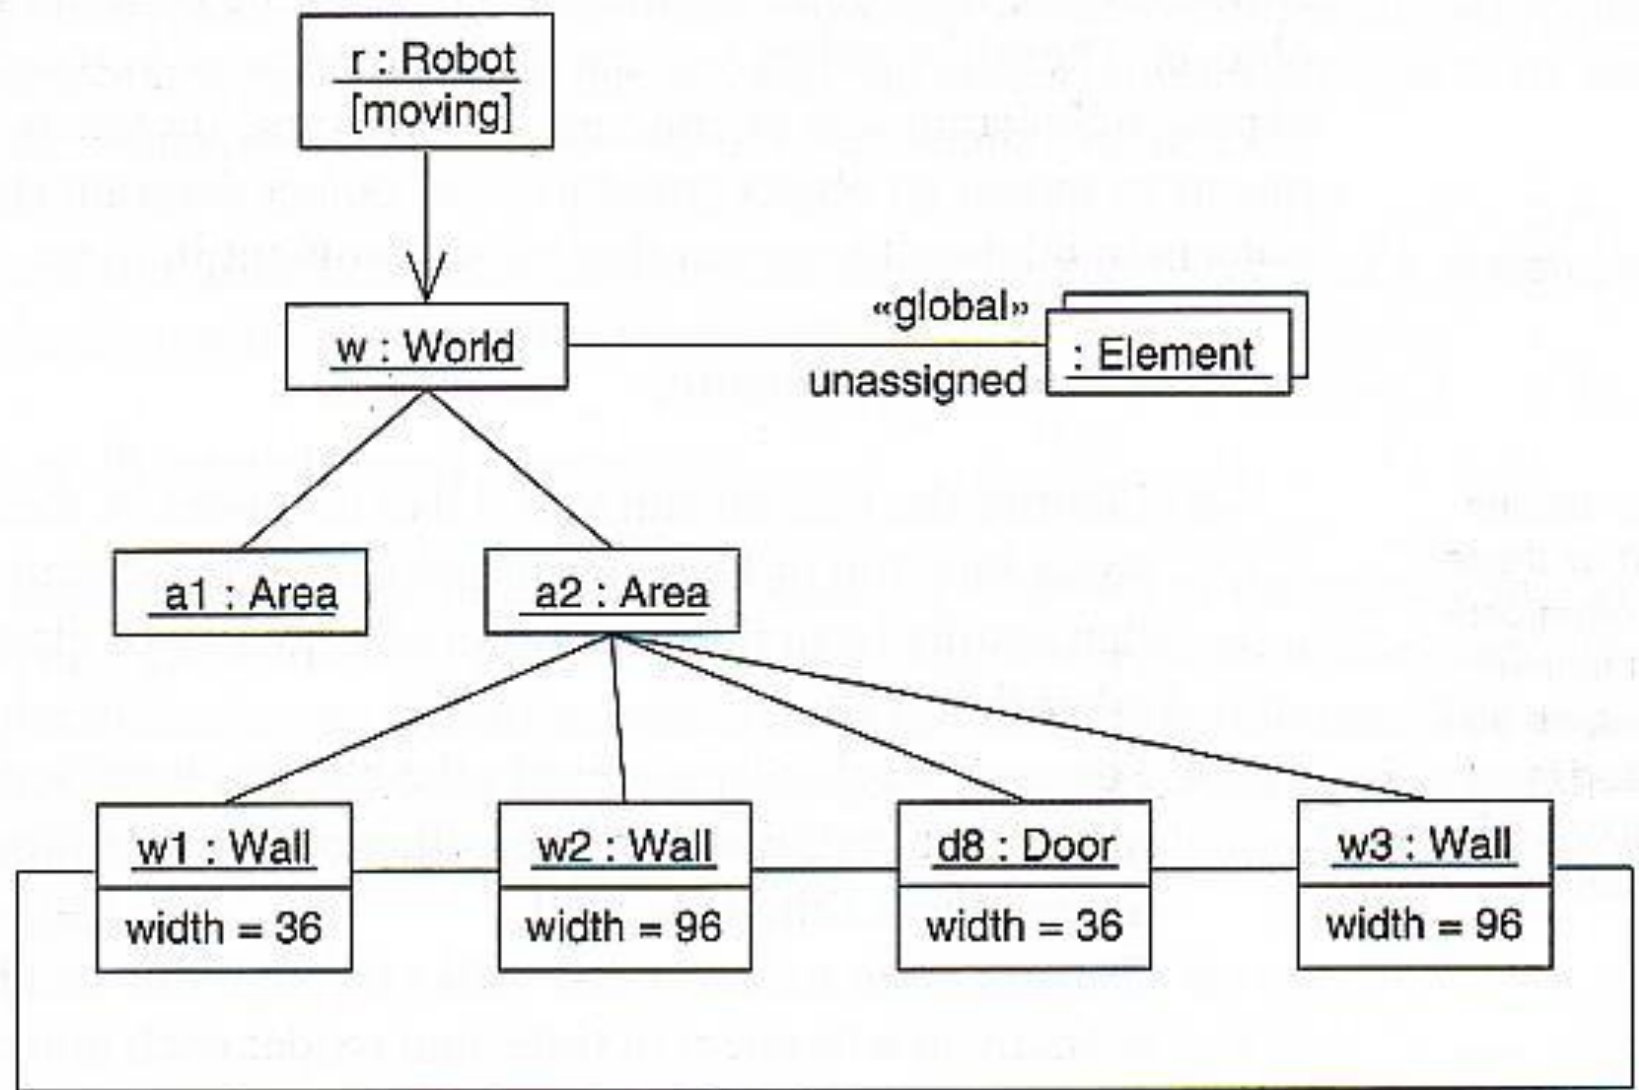 r : Robot
[moving]
w : World
«global»
unassigned
: Element
a1 : Area
a2 : Area
w1 : Wall
width = 36
w2 : Wall
width = 96
d8 : Door
width = 36
w3 : Wall
width = 96